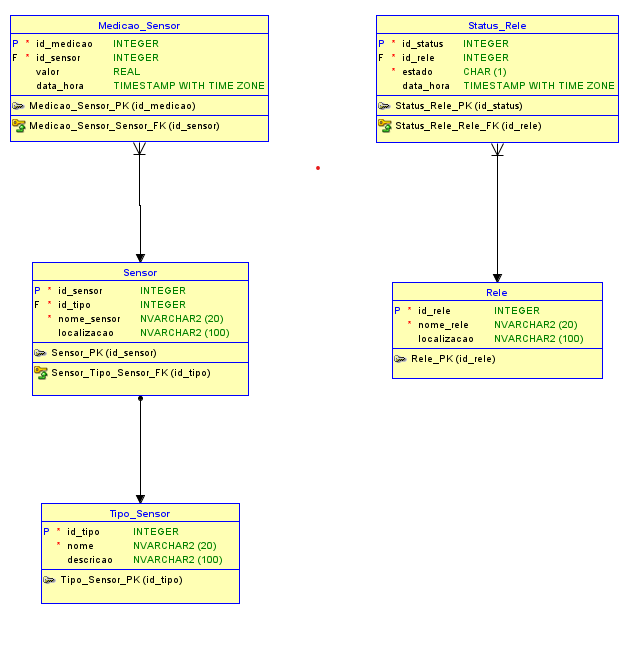 Medicao_Sensor
P * id_medicao INTEGER
F * id_sensor INTEGER
valor REAL
data_hora TIMESTAMP WITH TIME ZONE
Medicao_Sensor_PK (id_medicao)
Medicao_Sensor_Sensor_FK (id_sensor)
Status_Rele
P * id_status INTEGER
F * id_rele INTEGER
* estado CHAR (1)
data_hora TIMESTAMP WITH TIME ZONE
Status_Rele_PK (id_status)
Status_Rele_Rele_FK (id_rele)
Sensor
P * id_sensor INTEGER
F * id_tipo INTEGER
* nome_sensor NVARCHAR2 (20)
localizacao NVARCHAR2 (100)
Sensor_PK (id_sensor)
Sensor_Tipo_Sensor_FK (id_tipo)
Rele
P * id_rele INTEGER
* nome_rele NVARCHAR2 (20)
localizacao NVARCHAR2 (100)
Rele_PK (id_rele)
Tipo_Sensor
P * id_tipo INTEGER
* nome NVARCHAR2 (20)
descricao NVARCHAR2 (100)
Tipo_Sensor_PK (id_tipo)